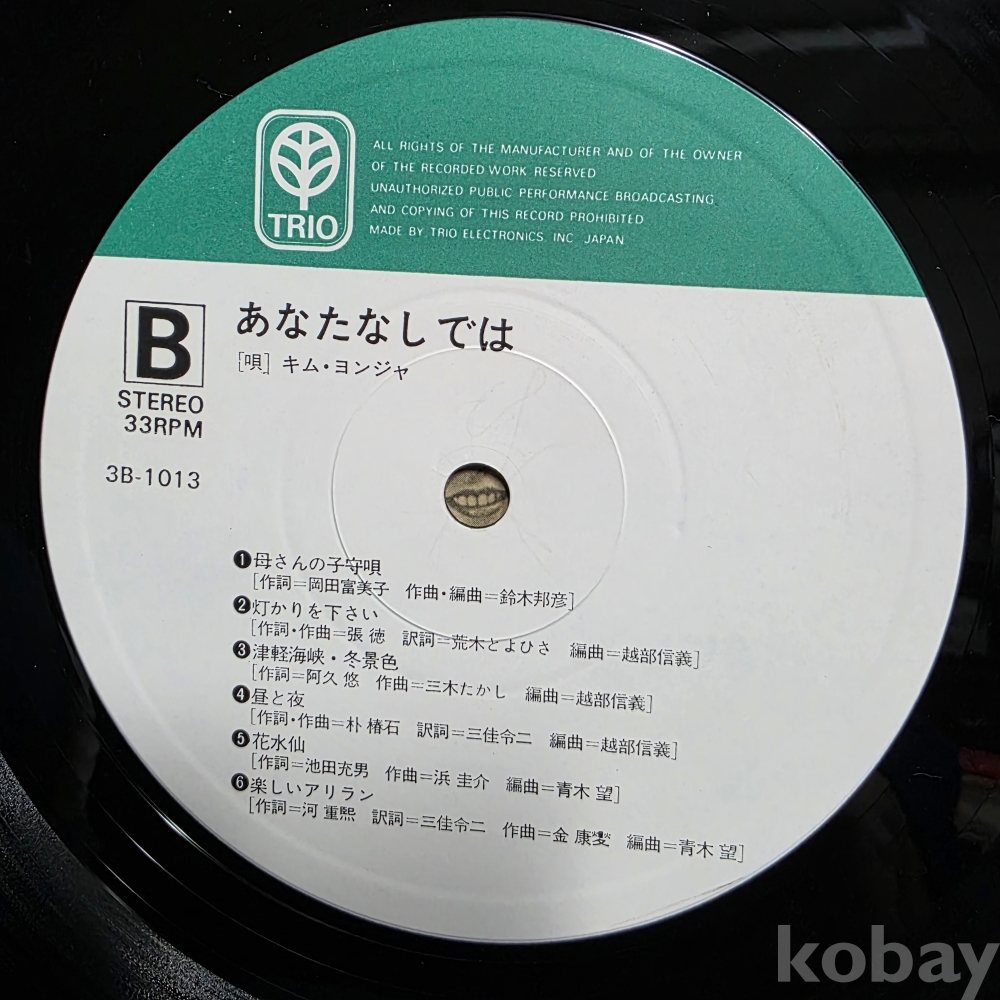 TRIO
ALL RIGHTS OF THE MANUFACTURER AND OF THE OWNER
OF THE RECORDED WORK RESERVED
UNAUTHORIZED PUBLIC PERFORMANCE BROADCASTING
AND COPYING OF THIS RECORD PROHIBITED
MADE BY TRIO ELECTRONICS INC JAPAN
B
STEREO
33RPM
3B-1013
あなたなしでは
[唄] キム・ヨンジャ
❶母さんの子守唄
[作詞=岡田富美子 作曲・編曲=鈴木邦彦]
❷灯かりを下さい
[作詞・作曲=張 徳 訳詞=荒木とよひさ 編曲=越部信義]
❸津軽海峡・冬景色
[作詞=阿久 悠 作曲=三木たかし 編曲=越部信義]
❹昼と夜
[作詞・作曲=朴 椿石 訳詞=三佳令二 編曲=越部信義]
❺花水仙
[作詞=池田充男 作曲=浜 圭介 編曲=青木 望]
❻楽しいアリラン
[作詞=河 重熙 訳詞=三佳令二 作曲=金 康 編曲=青木 望]
kobay